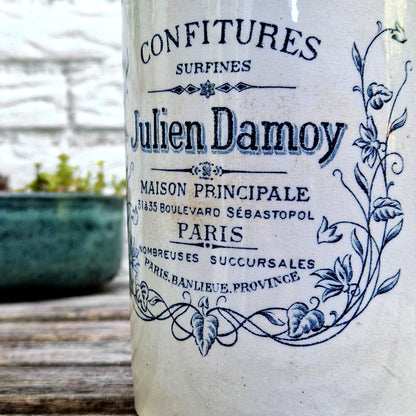 CONFITURES
SURFINES
Julien Damoy
MAISON PRINCIPALE
31 à 35 BOULEVARD SÉBASTOPOL
PARIS
NOMBREUSES SUCCURSALES
PARIS, BANLIEUE, PROVINCE